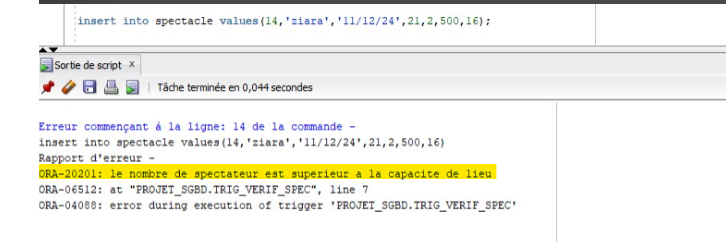 insert into spectacle values(14,'ziara','11/12/24',21,2,500,16);
Sortie de script ×
Tâche terminée en 0,044 secondes
Erreur commençant à la ligne: 14 de la commande -
insert into spectacle values(14,'ziara','11/12/24',21,2,500,16)
Rapport d'erreur -
ORA-20201: le nombre de spectateur est superieur a la capacite de lieu
ORA-06512: at "PROJET_SGBD.TRIG_VERIF_SPEC", line 7
ORA-04088: error during execution of trigger 'PROJET_SGBD.TRIG_VERIF_SPEC'